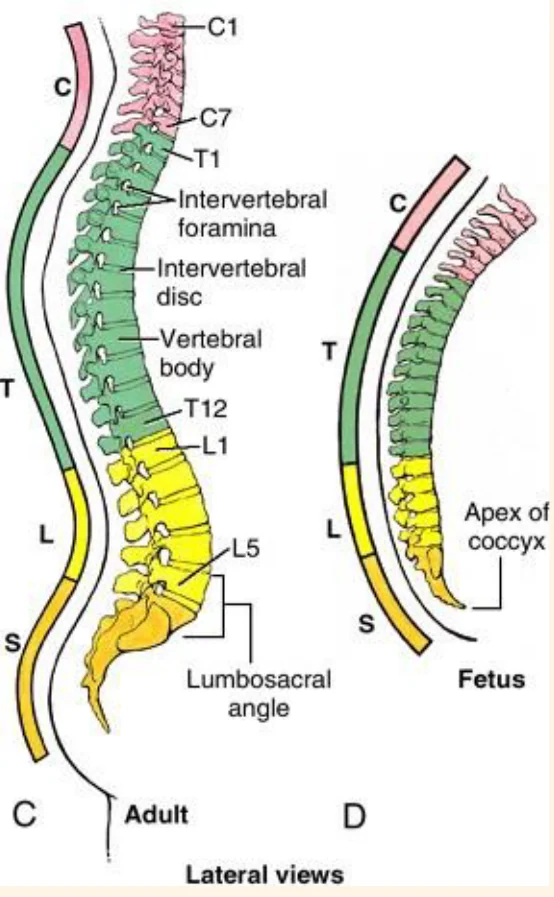 C1
C
C7
T1
Intervertebral
foramina
Intervertebral
disc
Vertebral
body
T
T12
L1
L
L5
S
Lumbosacral
angle
C
Adult
C
T
L
Apex of
coccyx
S
Fetus
D
Lateral views